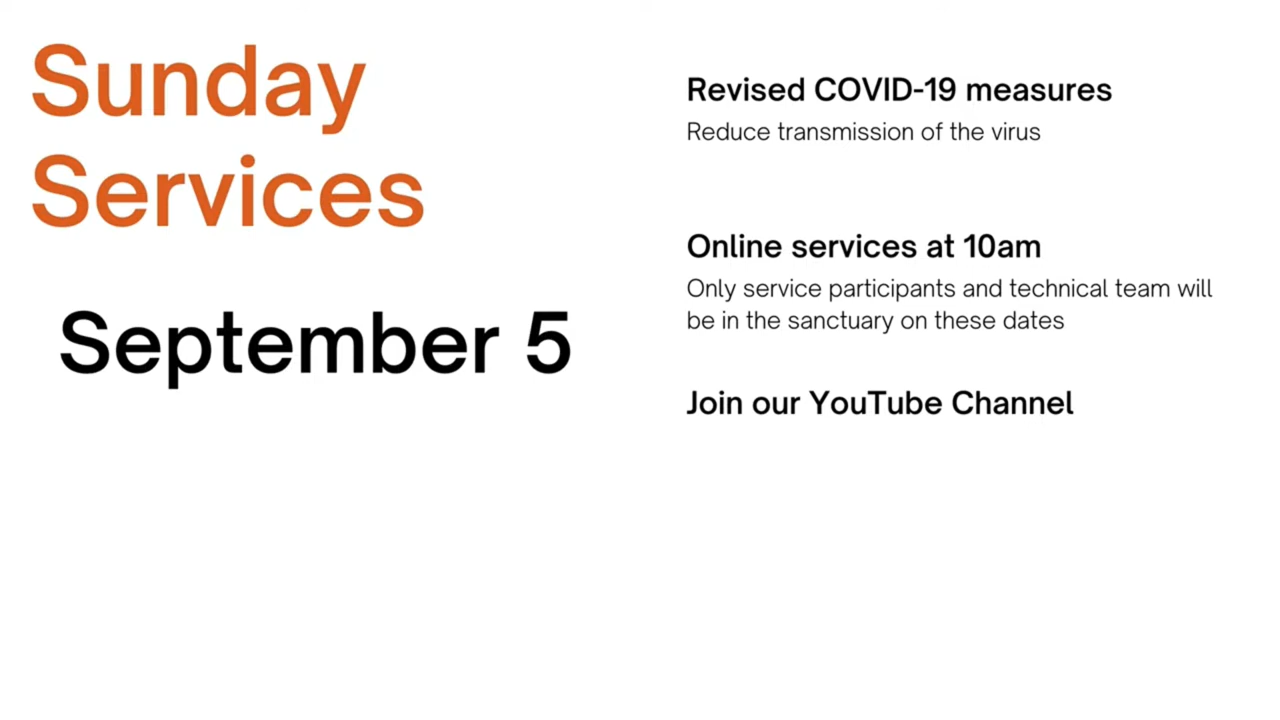 Sunday
Services
September 5
Revised COVID-19 measures
Reduce transmission of the virus
Online services at 10am
Only service participants and technical team will
be in the sanctuary on these dates
Join our YouTube Channel